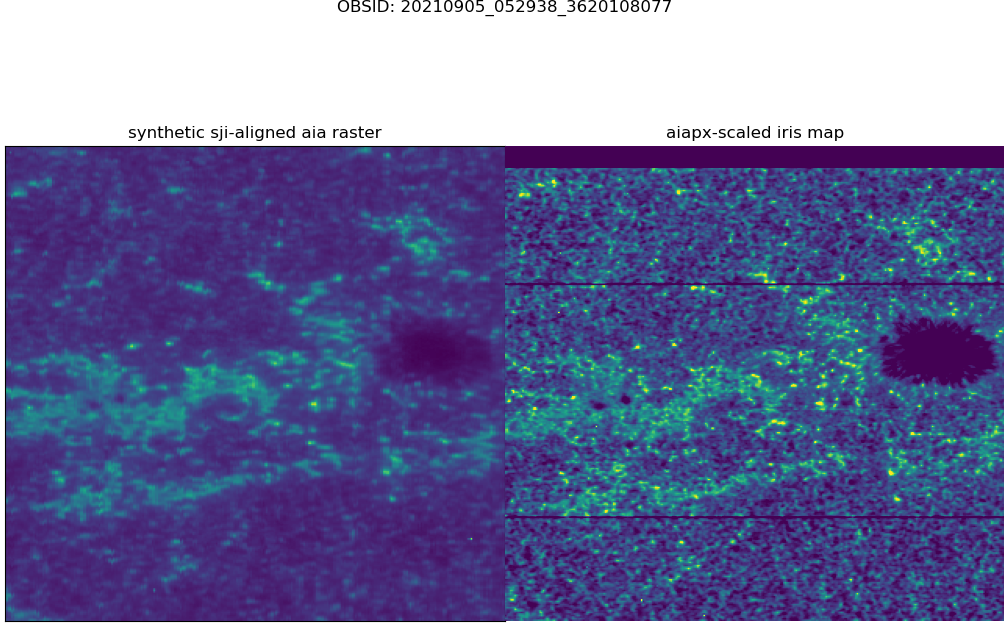 OBSID: 20210905_052938_3620108077
synthetic sji-aligned aia raster
aiapx-scaled iris map